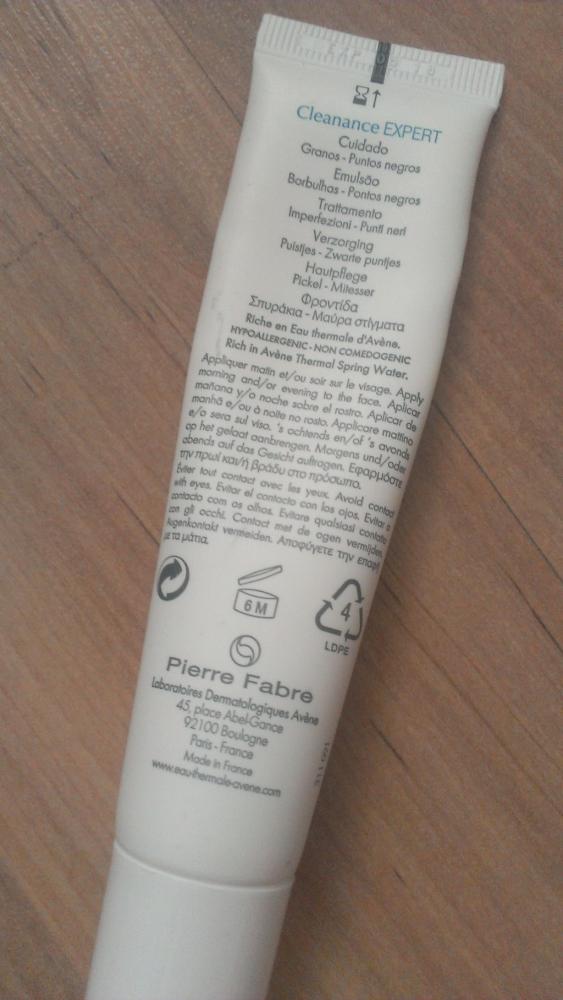 Cleanance EXPERT
Cuidado
Granos - Puntos negros
Emulsão
Borbulhas - Pontos negros
Trattamento
Imperfezioni - Punti neri
Verzorging
Puistjes - Zwarte puntjes
Hautpflege
Pickel - Mitesser
Φροντίδα
Σπυράκια - Μαύρα στίγματα
Riche en Eau thermale d'Avène.
HYPOALLERGENIC - NON COMEDOGENIC
Rich in Avène Thermal Spring Water.
Appliquer matin et/ou soir sur le visage. Apply
morning and/or evening to the face. Aplicar
mañana y/o noche sobre el rostro. Aplicar de
manhã e/ou à noite no rosto. Applicare mattino
e/o sera sul viso. 's ochtends en/of 's avonds
op het gelaat aanbrengen. Morgens und/oder
abends auf das Gesicht auftragen. Εφαρμόστε
την πρωί και/ή βράδυ στο πρόσωπο.
Éviter tout contact avec les yeux. Avoid contact
with eyes. Evitar el contacto con los ojos. Evitar o
contacto com os olhos. Evitare qualsiasi contatto
con gli occhi. Contact met de ogen vermijden.
Augenkontakt vermeiden. Αποφύγετε την επαφή
με τα μάτια.
6 M
4
LDPE
Pierre Fabre
Laboratoires Dermatologiques Avène
45, place Abel-Gance
92100 Boulogne
Paris - France
Made in France
www.eau-thermale-avene.com